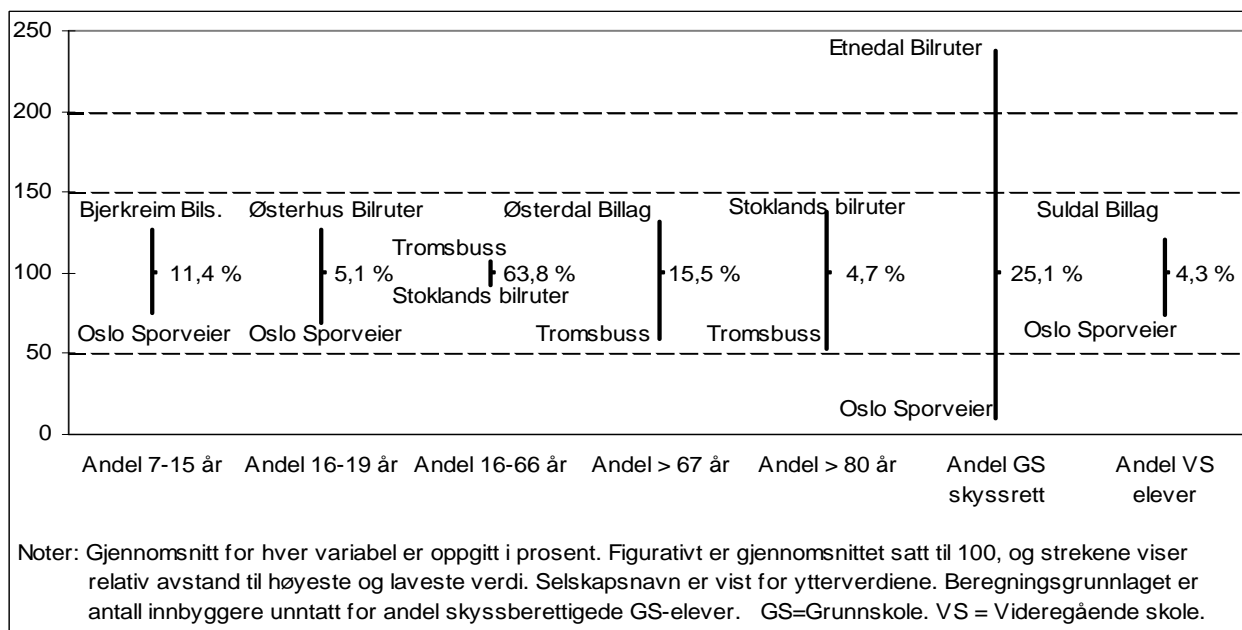 250
Etnedal Bilruter
200
150
Bjerkreim Bils. Østerhus Bilruter Østerdal Billag Stoklands bilruter Suldal Billag
Tromsbuss
100 11,4 % 5,1 % 63,8 % 15,5 % 4,7 % 25,1 % 4,3 %
Stoklands bilruter
Oslo Sporveier Oslo Sporveier Tromsbuss Tromsbuss Oslo Sporveier
50
Oslo Sporveier
0
Andel 7-15 år Andel 16-19 år Andel 16-66 år Andel > 67 år Andel > 80 år Andel GS Andel VS
skyssrett elever
Noter: Gjennomsnitt for hver variabel er oppgitt i prosent. Figurativt er gjennomsnittet satt til 100, og strekene viser
relativ avstand til høyeste og laveste verdi. Selskapsnavn er vist for ytterverdiene. Beregningsgrunnlaget er
antall innbyggere unntatt for andel skyssberettigede GS-elever. GS=Grunnskole. VS = Videregående skole.